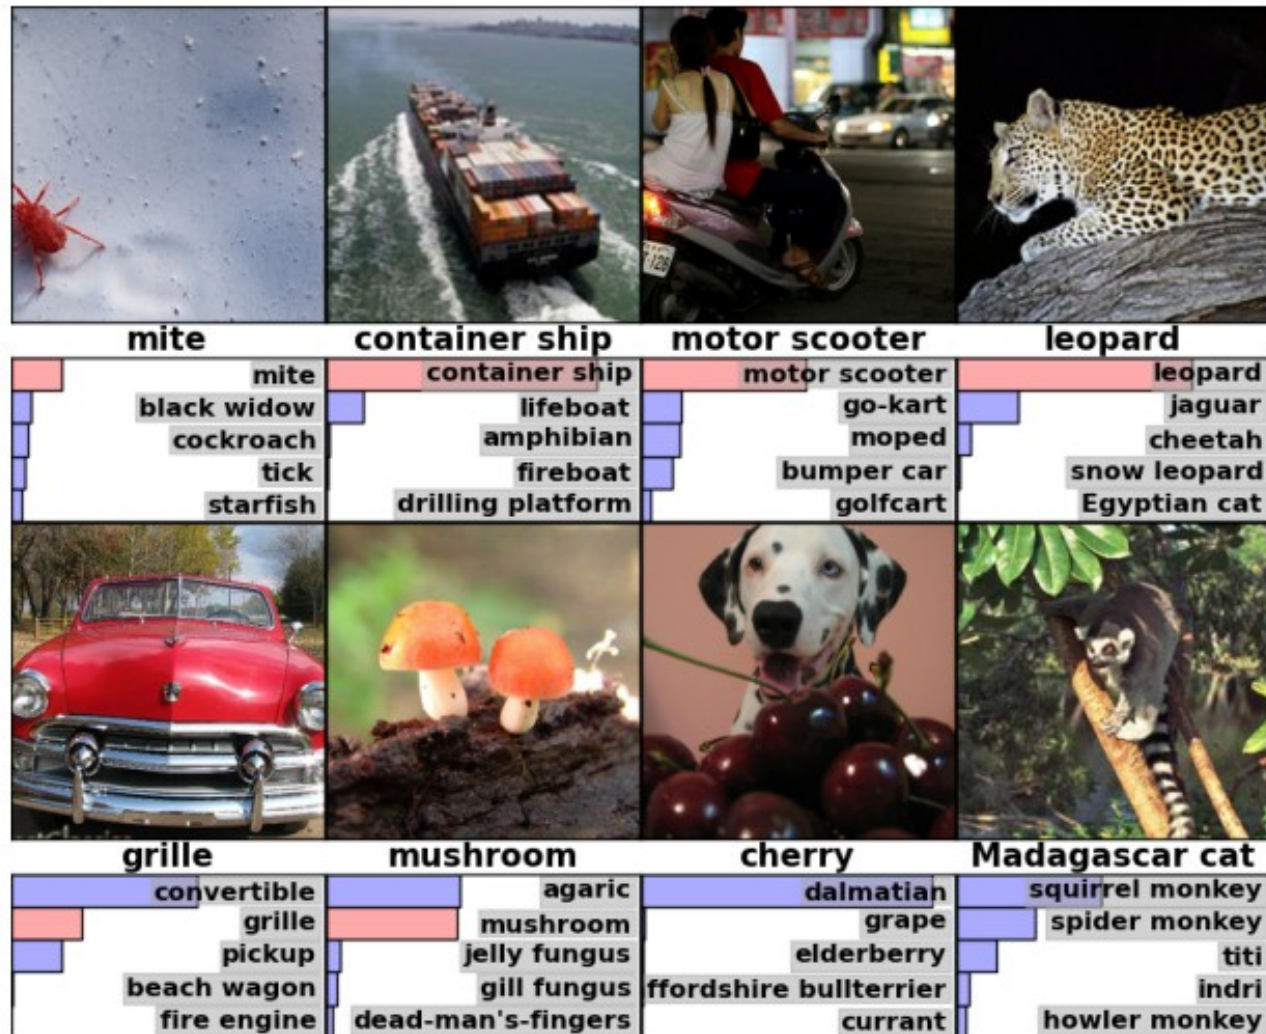 mite
container ship
motor scooter
leopard
mite
black widow
cockroach
tick
starfish
container ship
lifeboat
amphibian
fireboat
drilling platform
motor scooter
go-kart
moped
bumper car
golfcart
leopard
jaguar
cheetah
snow leopard
Egyptian cat
grille
mushroom
cherry
Madagascar cat
convertible
grille
pickup
beach wagon
fire engine
agaric
mushroom
jelly fungus
gill fungus
dead-man's-fingers
dalmatian
grape
elderberry
ffordshire bullterrier
currant
squirrel monkey
spider monkey
titi
indri
howler monkey